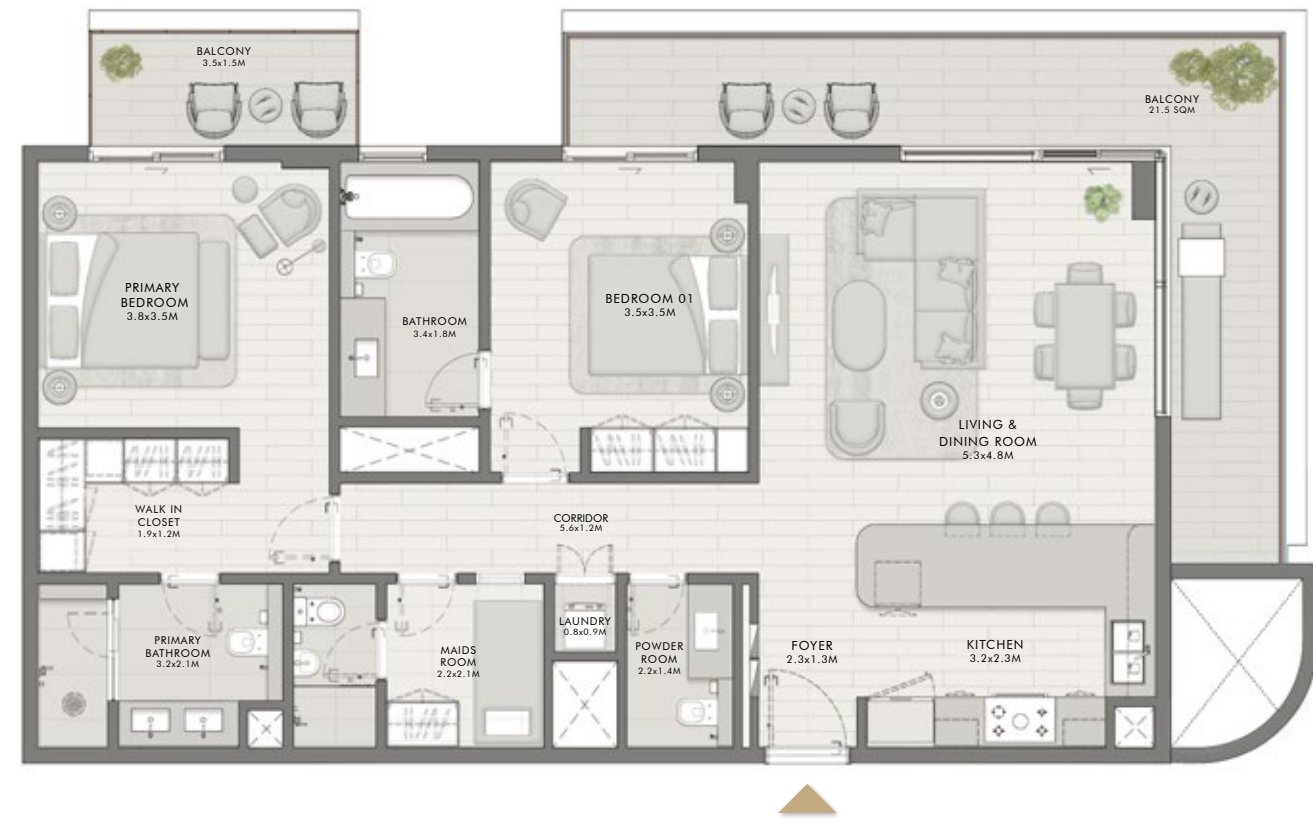 BALCONY
3.5x1.5M
BALCONY
21.5 SQM
PRIMARY
BEDROOM
3.8x3.5M
BATHROOM
3.4x1.8M
BEDROOM 01
3.5x3.5M
LIVING &
DINING ROOM
5.3x4.8M
WALK IN
CLOSET
1.9x1.2M
CORRIDOR
5.6x1.2M
PRIMARY
BATHROOM
3.2x2.1M
MAIDS
ROOM
2.2x2.1M
LAUNDRY
0.8x0.9M
POWDER
ROOM
2.2x1.4M
FOYER
2.3x1.3M
KITCHEN
3.2x2.3M